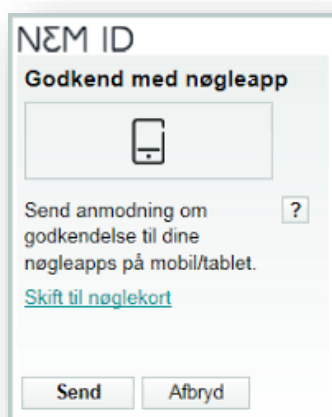 NEM ID
Godkend med nøgleapp
Send anmodning om
?
godkendelse til dine
nøgleapps på mobil/tablet.
Skift til nøglekort
Send
Afbryd